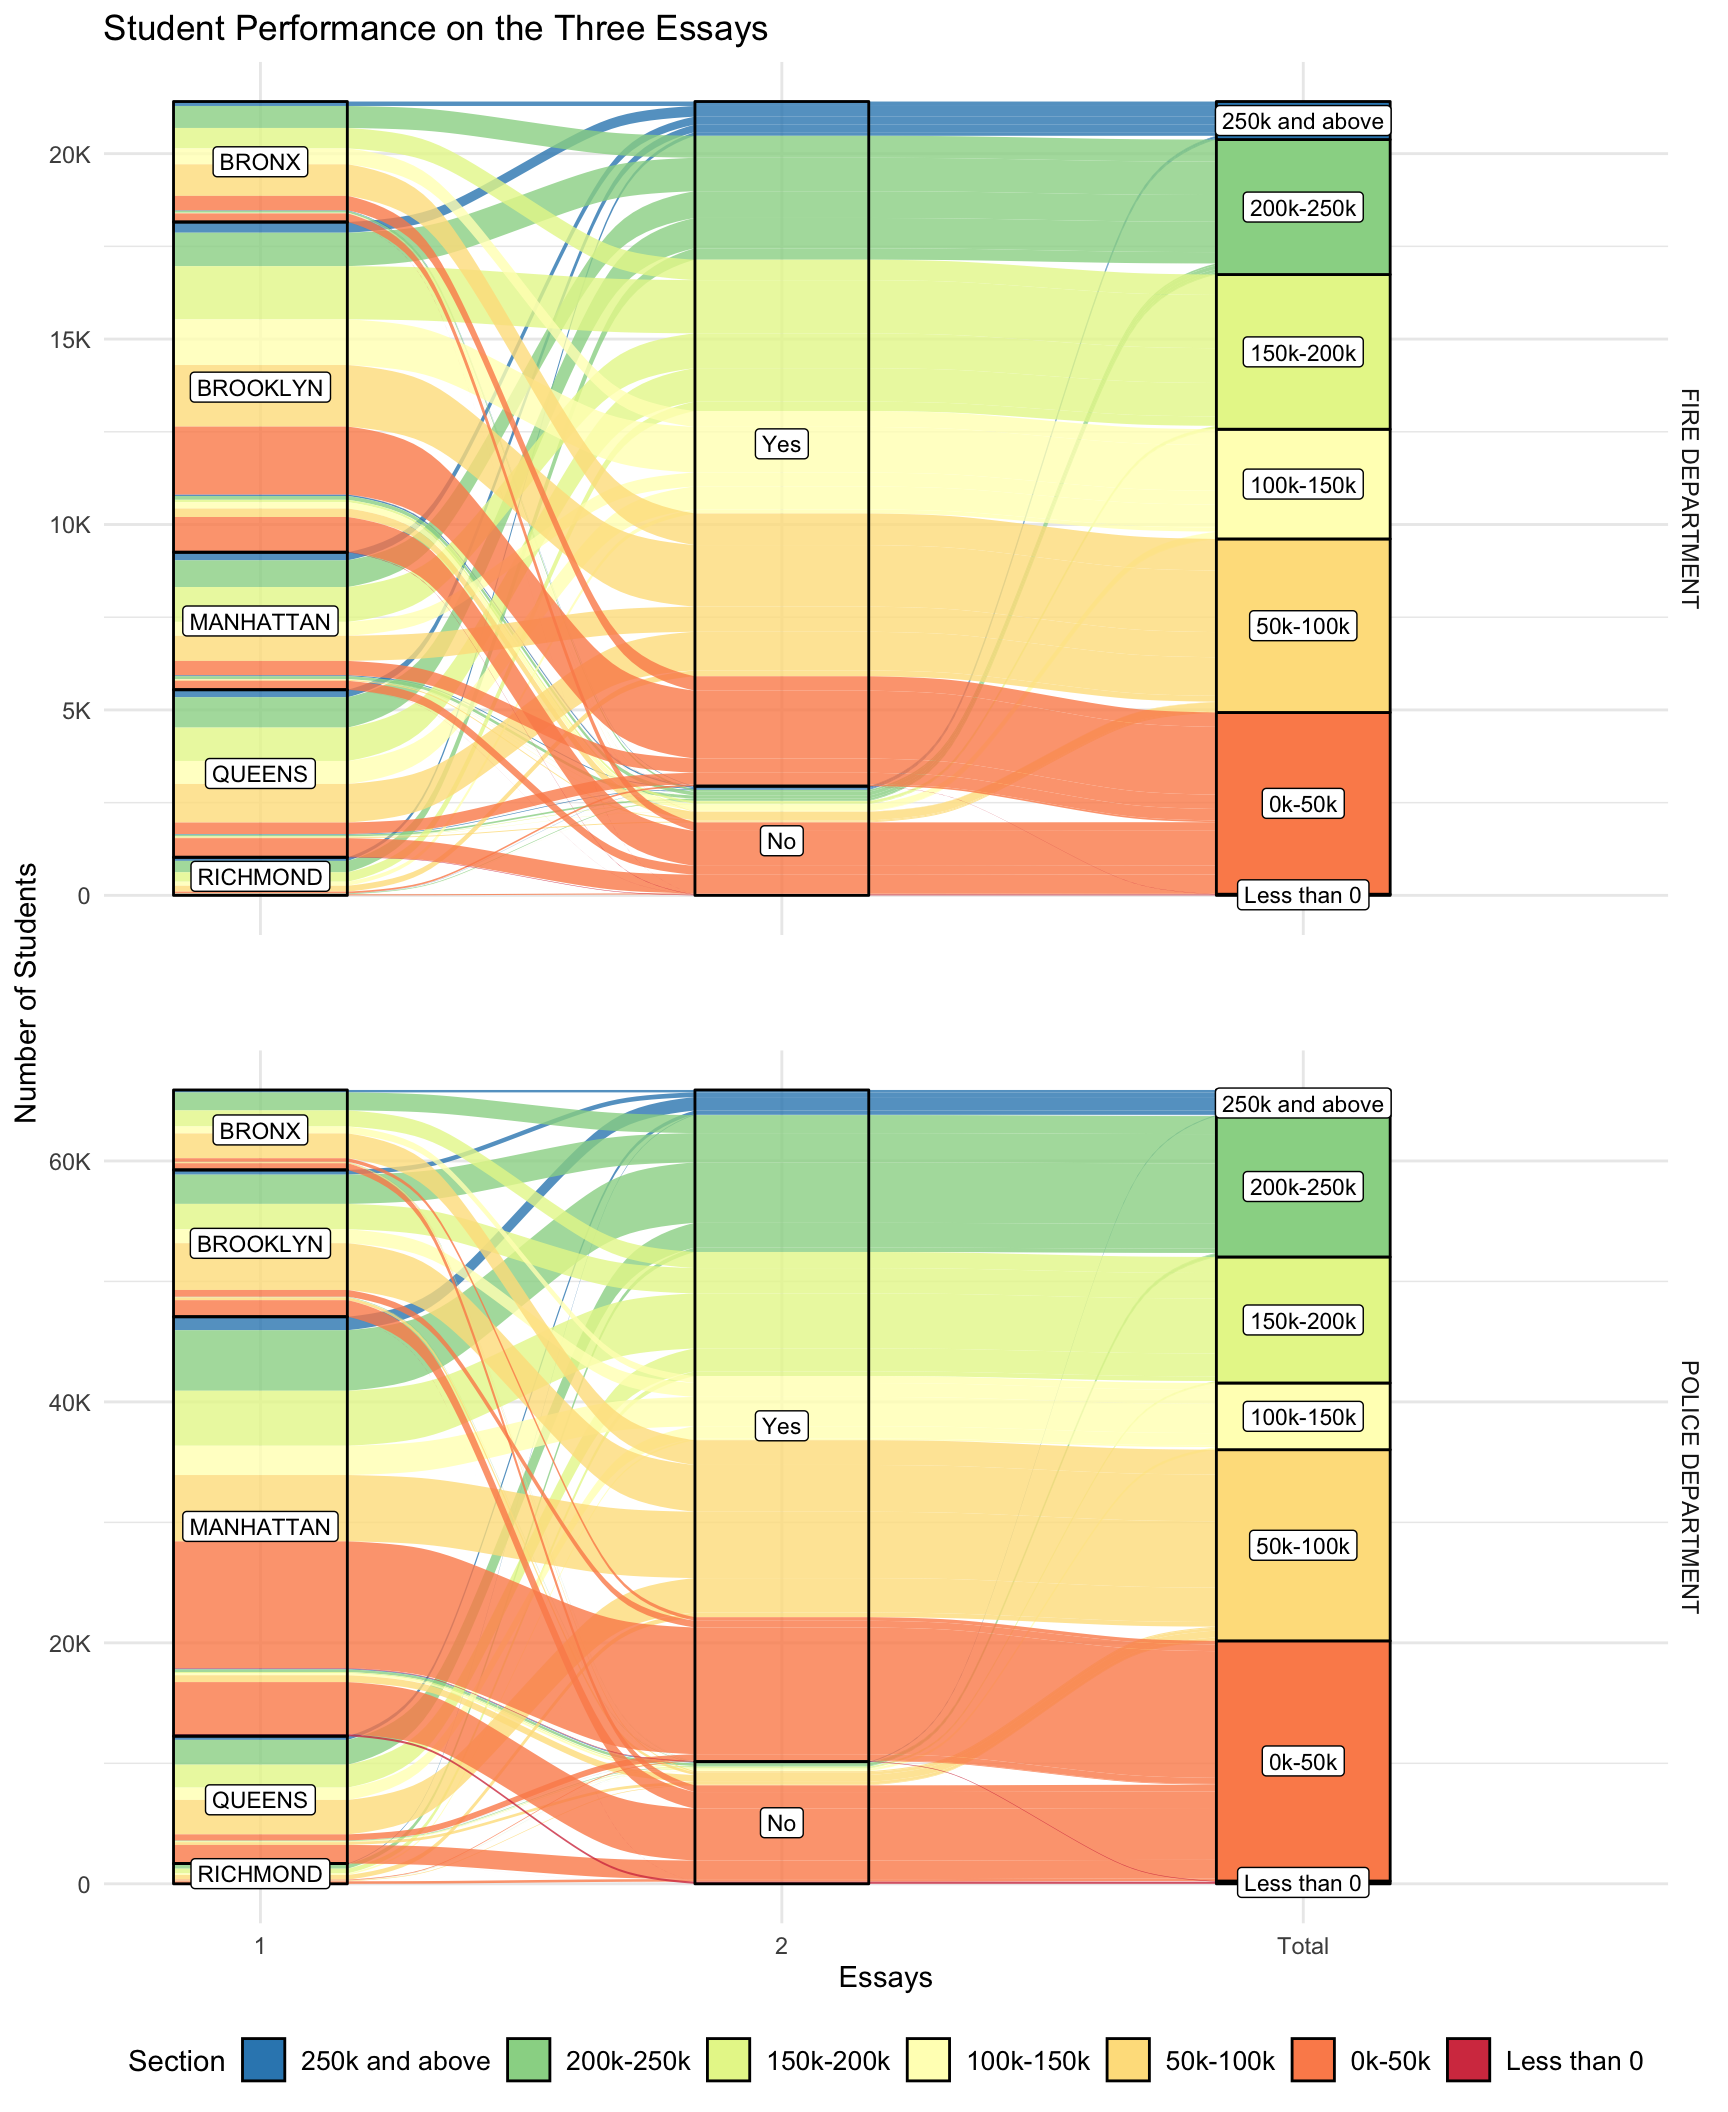 Student Performance on the Three Essays
Number of Students
20K
15K
10K
5K
0
BRONX
BROOKLYN
MANHATTAN
QUEENS
RICHMOND
Yes
No
250k and above
200k-250k
150k-200k
100k-150k
50k-100k
0k-50k
Less than 0
FIRE DEPARTMENT
60K
40K
20K
0
BRONX
BROOKLYN
MANHATTAN
QUEENS
RICHMOND
Yes
No
250k and above
200k-250k
150k-200k
100k-150k
50k-100k
0k-50k
Less than 0
POLICE DEPARTMENT
1 2 Total
Essays
Section 250k and above 200k-250k 150k-200k 100k-150k 50k-100k 0k-50k Less than 0